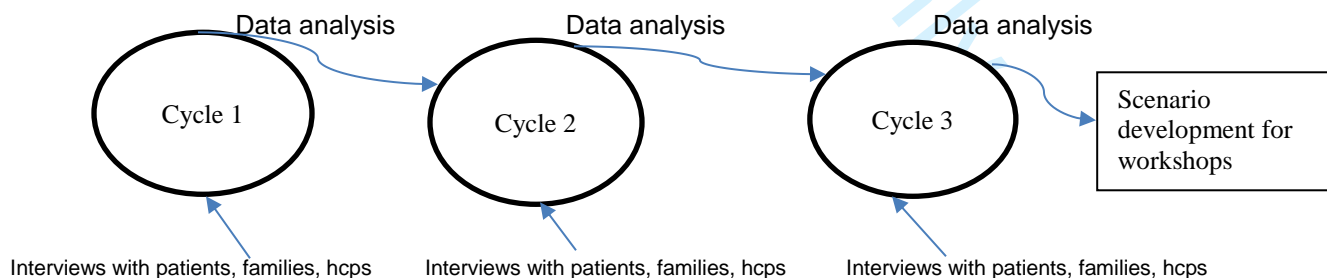 Data analysis
Data analysis
Data analysis
Cycle 1
Cycle 2
Cycle 3
Scenario
development for
workshops
Interviews with patients, families, hcps
Interviews with patients, families, hcps
Interviews with patients, families, hcps